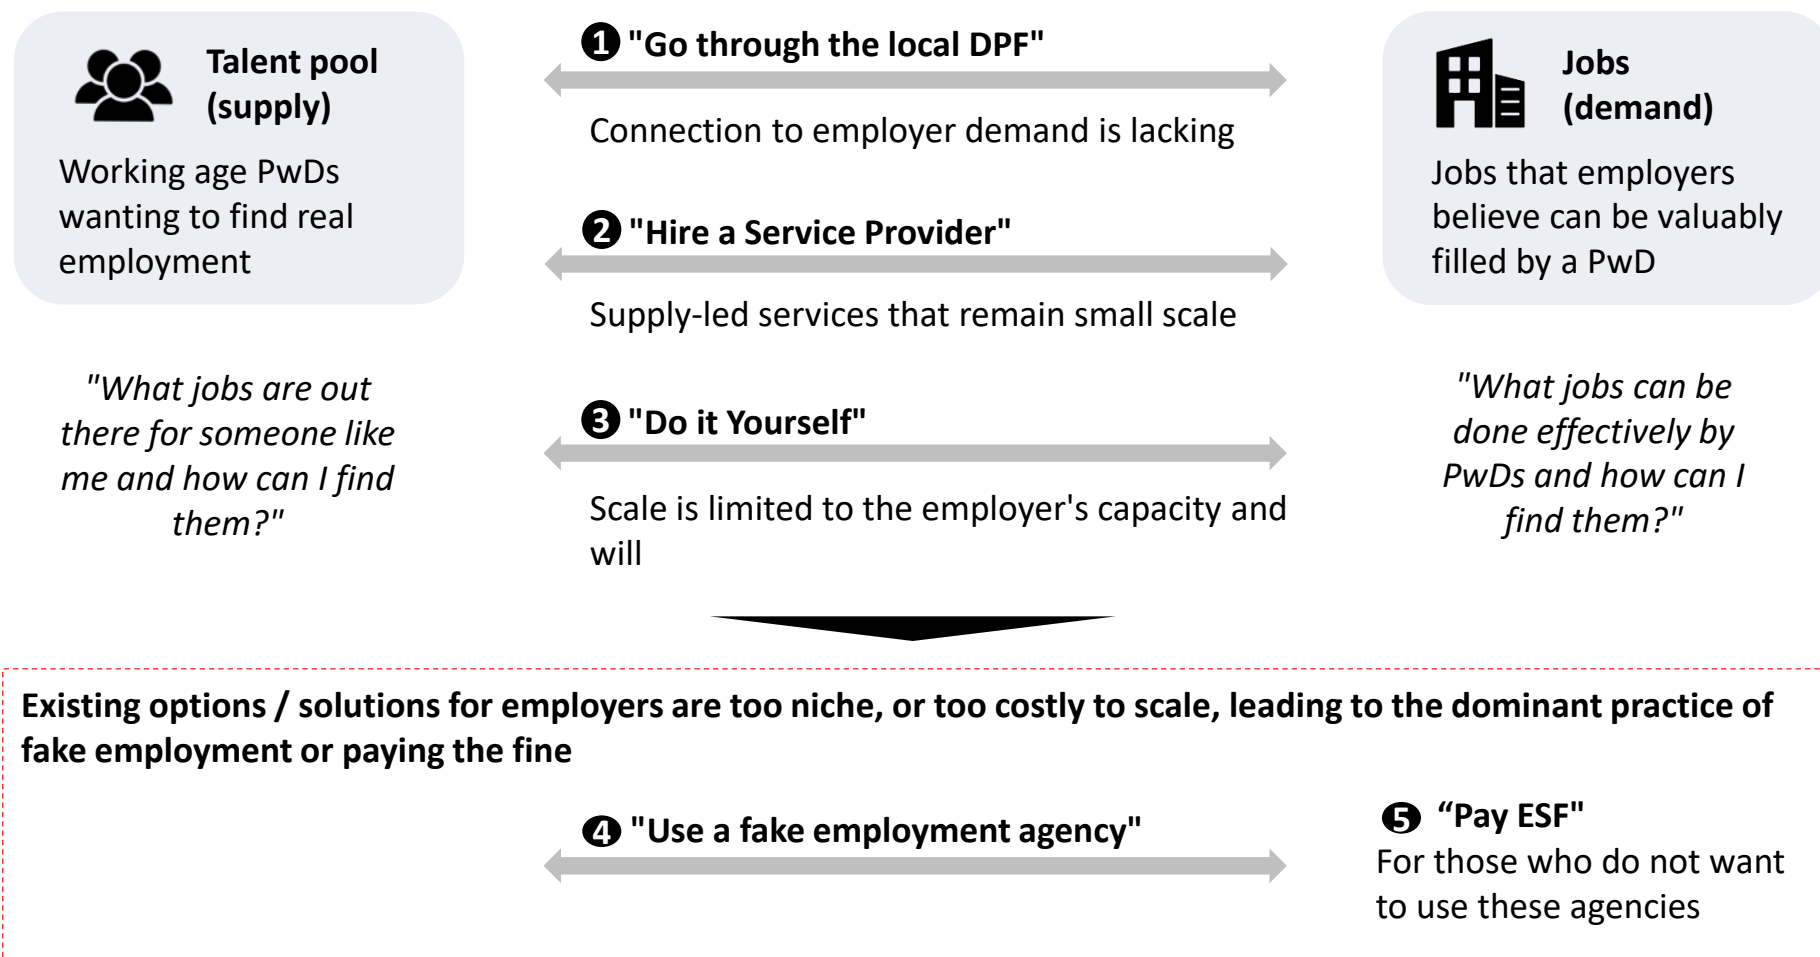 Talent pool
(supply)
Working age PwDs
wanting to find real
employment
"What jobs are out
there for someone like
me and how can I find
them?"
1 "Go through the local DPF"
Connection to employer demand is lacking
2 "Hire a Service Provider"
Supply-led services that remain small scale
3 "Do it Yourself"
Scale is limited to the employer's capacity and
will
Jobs
(demand)
Jobs that employers
believe can be valuably
filled by a PwD
"What jobs can be
done effectively by
PwDs and how can I
find them?"
Existing options / solutions for employers are too niche, or too costly to scale, leading to the dominant practice of
fake employment or paying the fine
4 "Use a fake employment agency"
5 “Pay ESF"
For those who do not want
to use these agencies